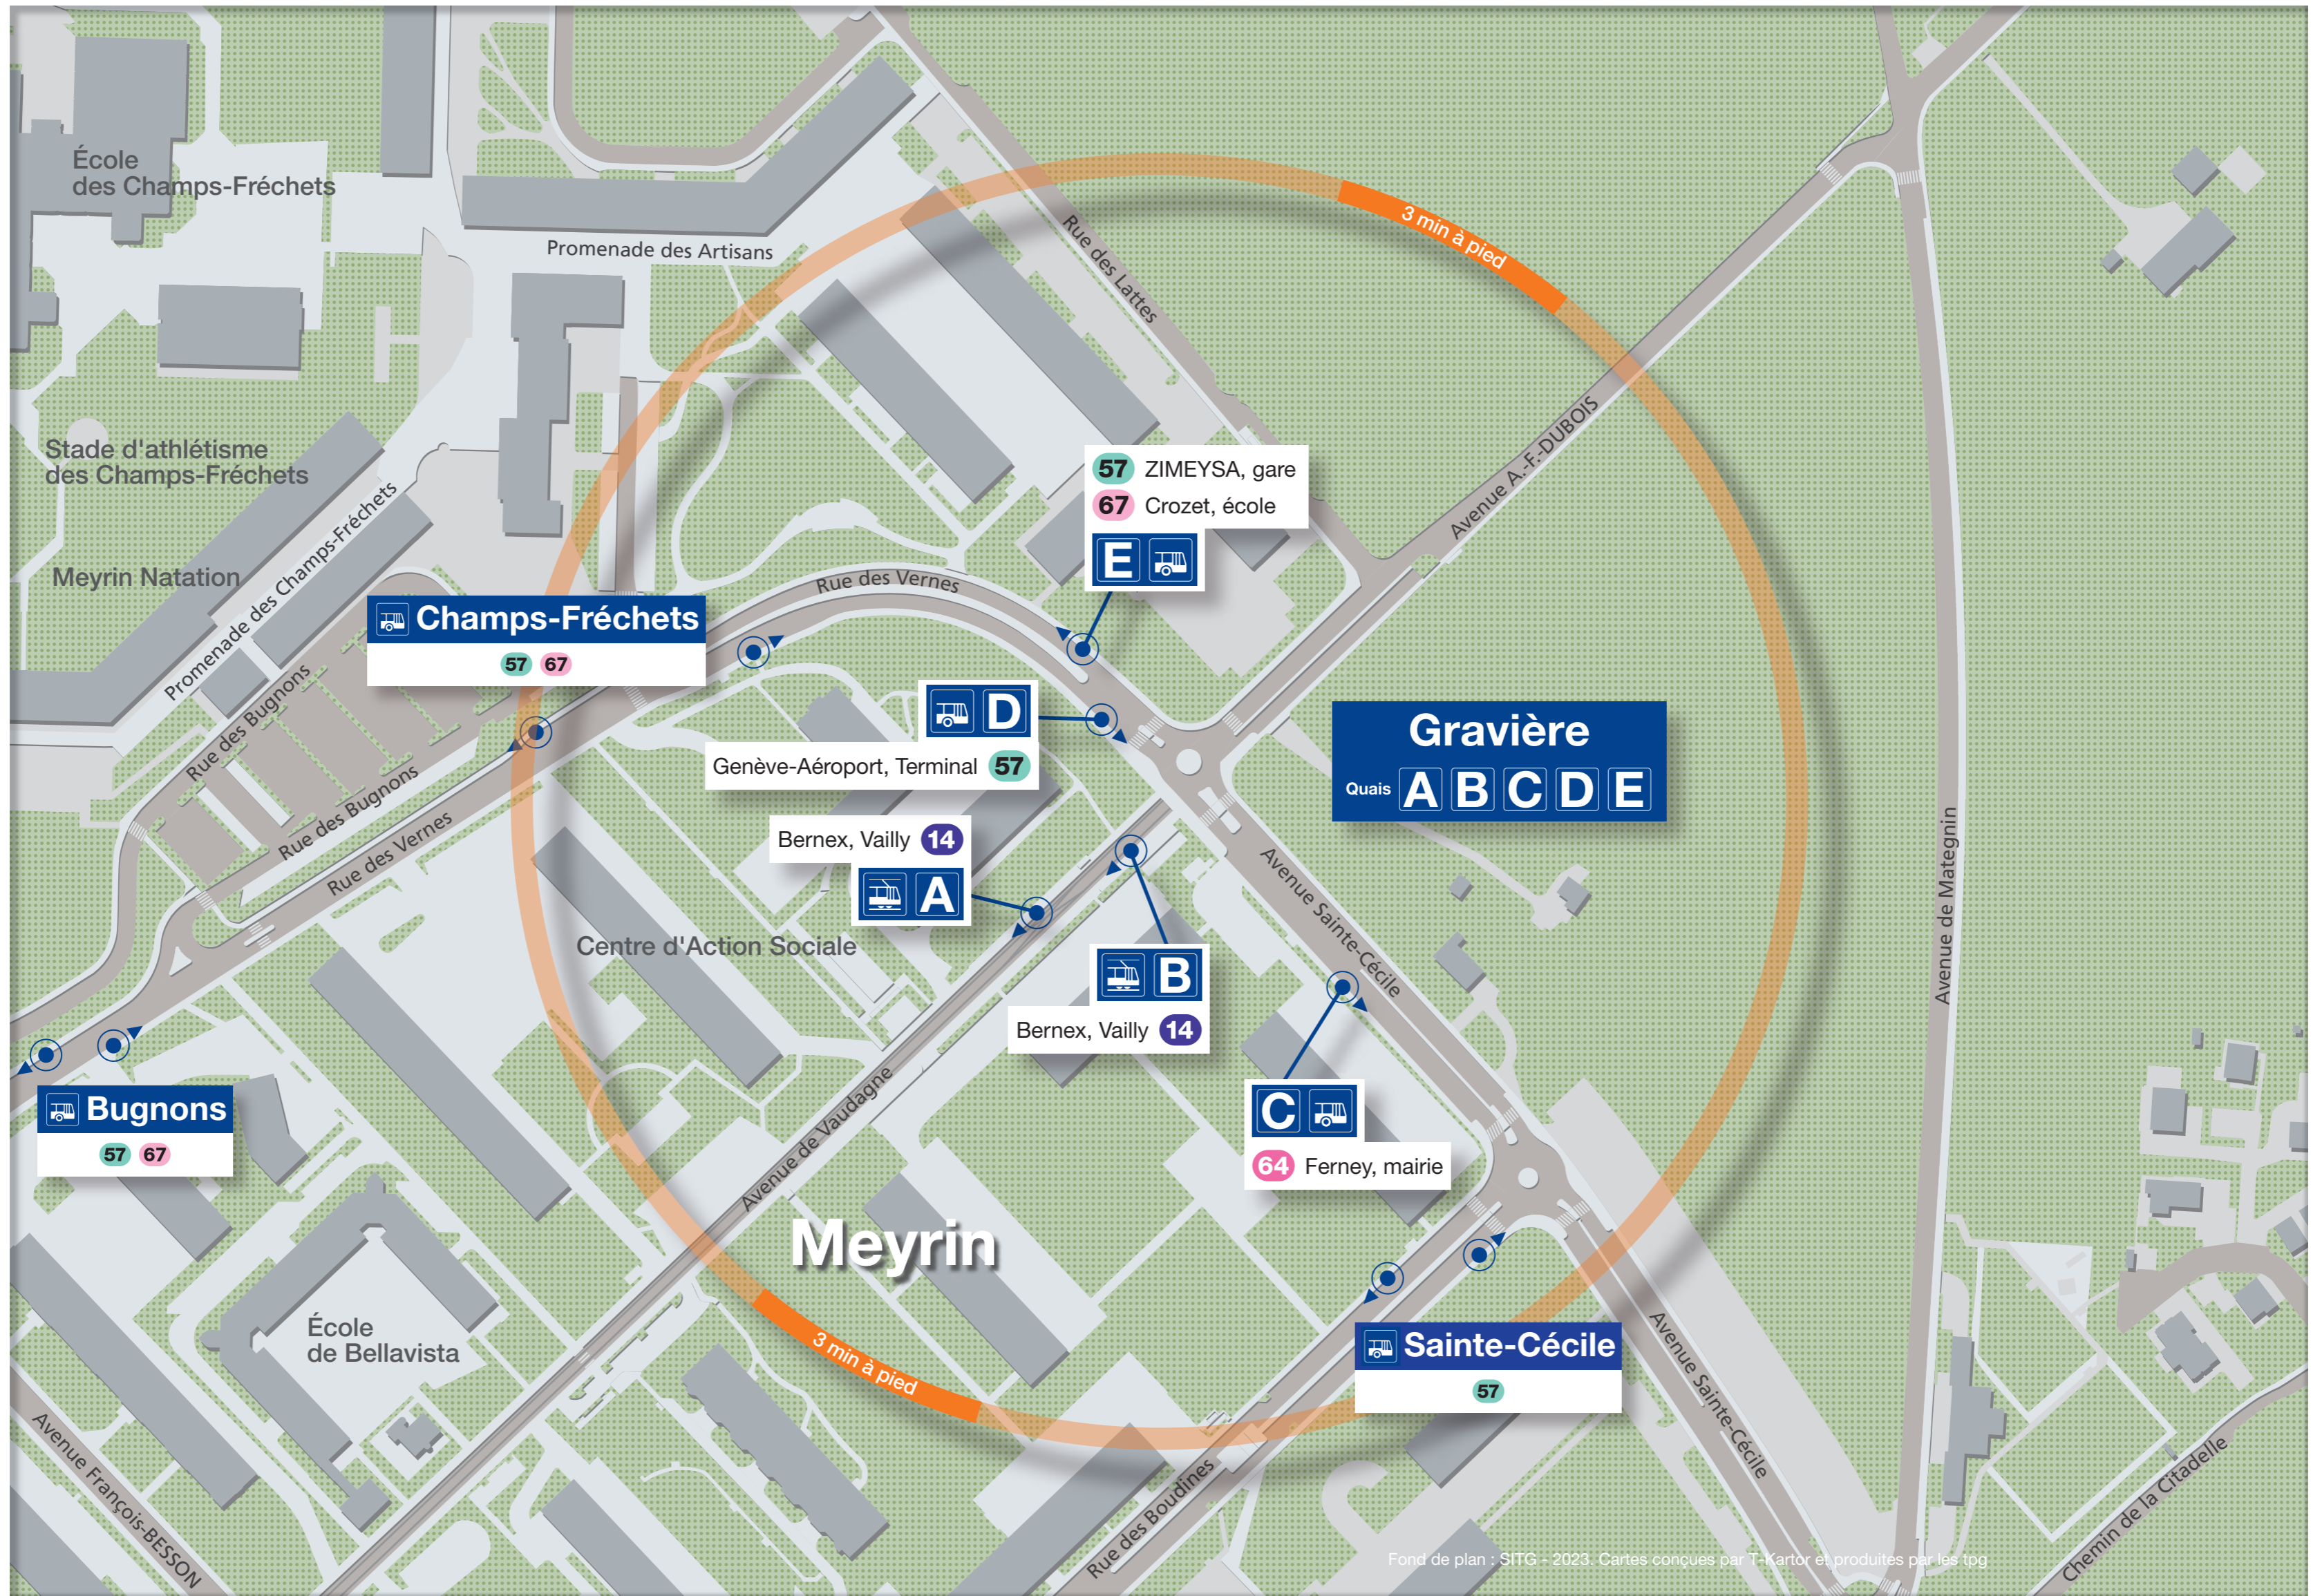 École
des Champs-Fréchets
Promenade des Artisans
Rue des Lattes
3 min à pied
Stade d'athlétisme
des Champs-Fréchets
Avenue A.-F.-DUBOIS
57 ZIMEYSA, gare
67 Crozet, école
E
Meyrin Natation
Promenade des Champs-Fréchets
Rue des Vernes
Champs-Fréchets
57 67
D
Genève-Aéroport, Terminal 57
Gravière
Quais A B C D E
Rue des Bugnons
Rue des Bugnons
Rue des Vernes
Bernex, Vailly 14
A
Avenue Sainte-Cécile
Avenue de Mategnin
Centre d'Action Sociale
B
Bernex, Vailly 14
Bugnons
57 67
Avenue de Vaudagne
C
64 Ferney, mairie
Meyrin
École
de Bellavista
3 min à pied
Sainte-Cécile
57
Avenue Sainte-Cécile
Avenue François-BESSON
Rue des Boudines
Chemin de la Citadelle
Fond de plan : SITG - 2023. Cartes conçues par T-Kartor et produites par les tpg